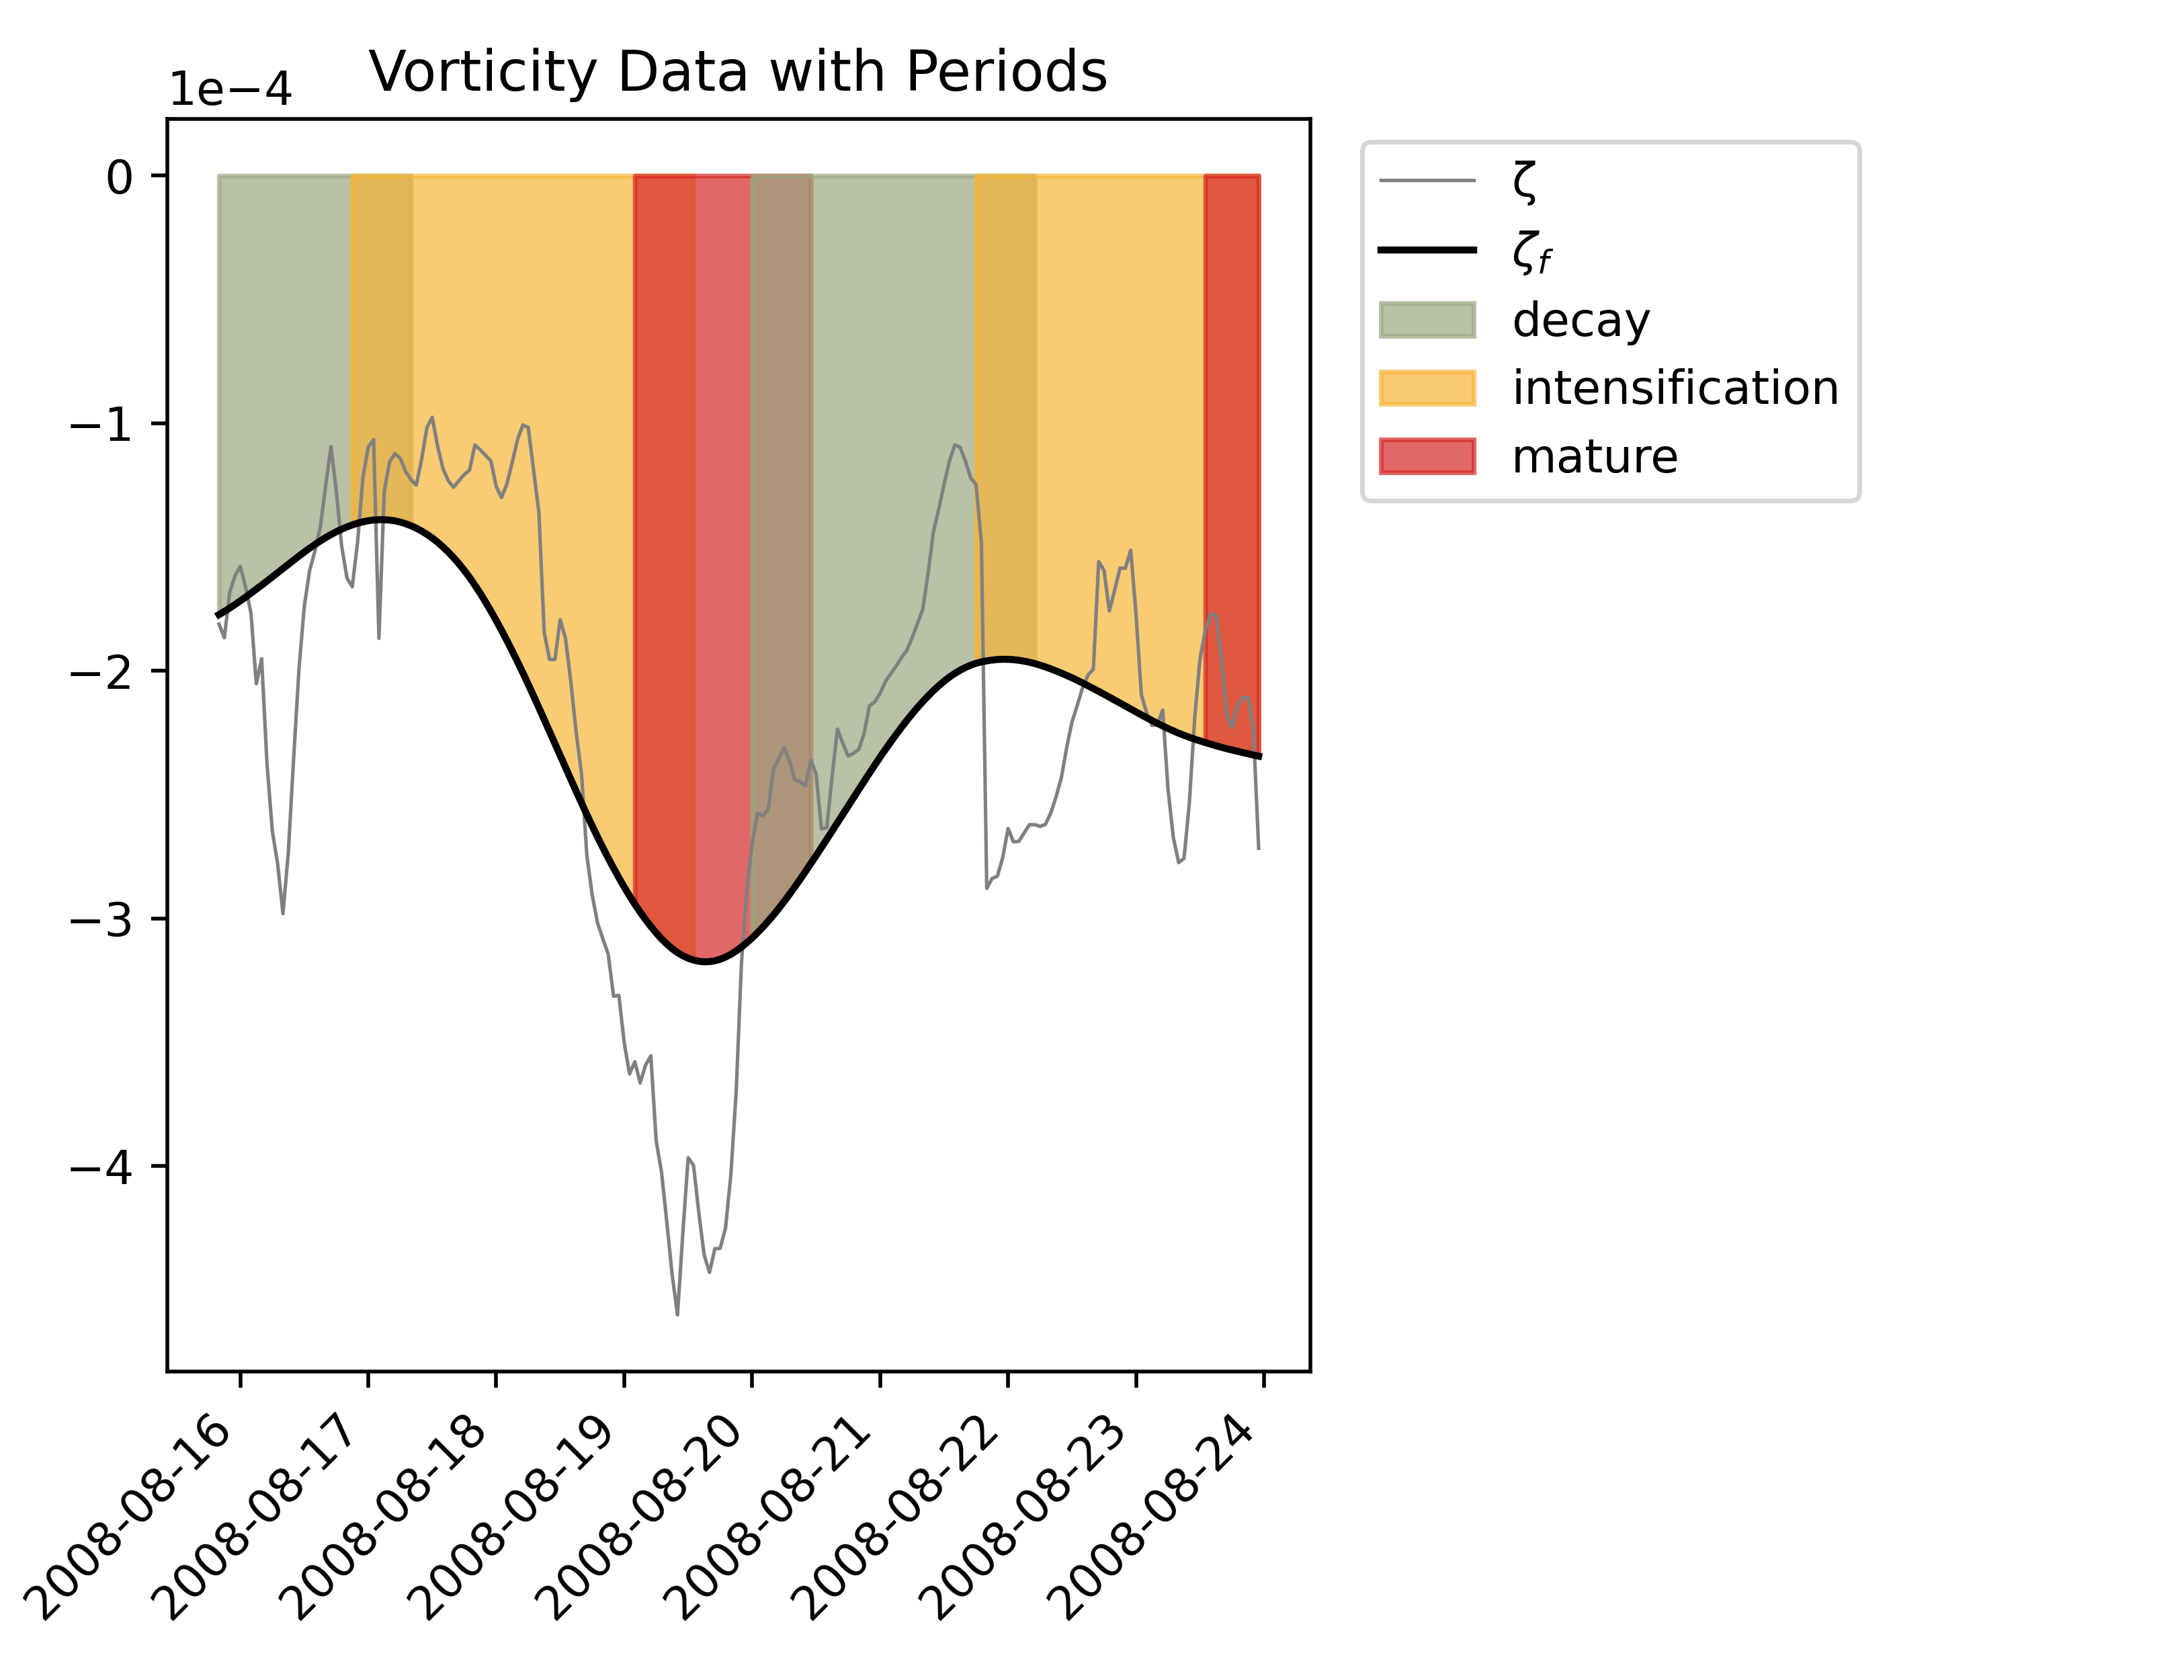 Vorticity Data with Periods
1e−4
0
−1
−2
−3
−4
2008-08-16
2008-08-17
2008-08-18
2008-08-19
2008-08-20
2008-08-21
2008-08-22
2008-08-23
2008-08-24
ζ
ζf
decay
intensification
mature